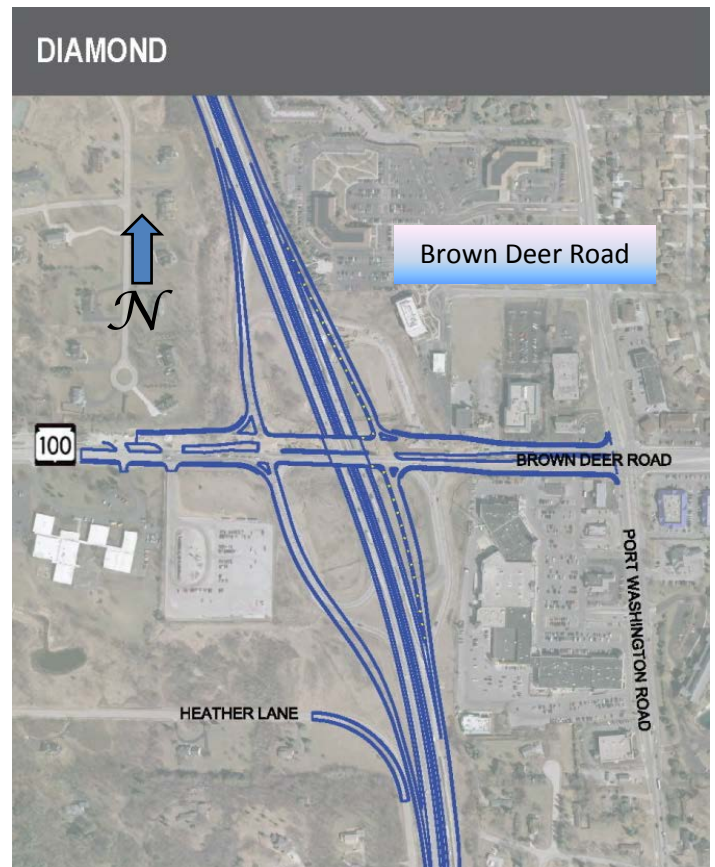 DIAMOND
Brown Deer Road
N
100
BROWN DEER ROAD
PORT WASHINGTON ROAD
HEATHER LANE